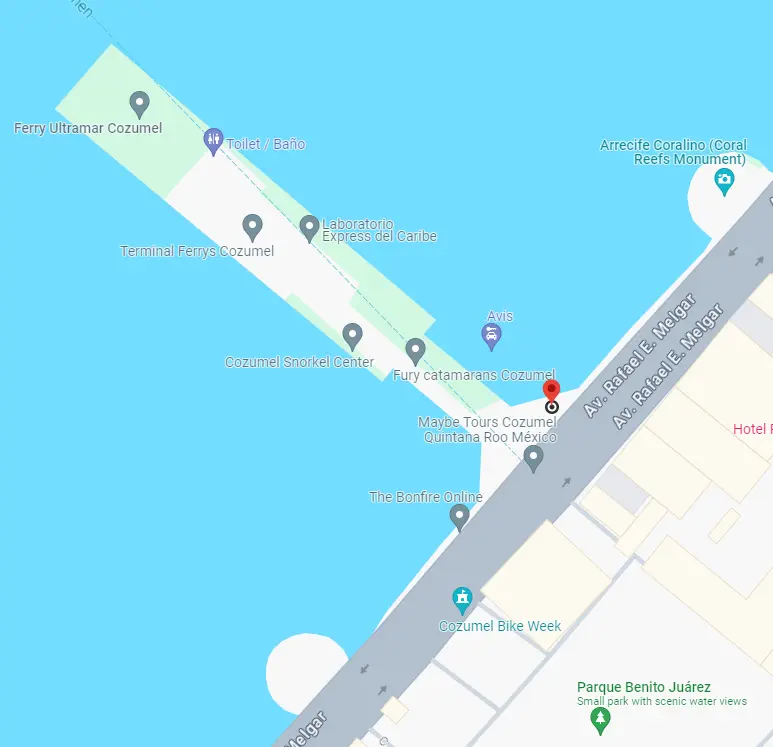 Ferry Ultramar Cozumel
Toilet / Baño
Arrecife Coralino (Coral
Reefs Monument)
Laboratorio
Express del Caribe
Terminal Ferrys Cozumel
Avis
Av. Rafael E. Melgar
Av. Rafael E. Melgar
Cozumel Snorkel Center
Fury catamarans Cozumel
Maybe Tours Cozumel
Quintana Roo México
Hotel
The Bonfire Online
Cozumel Bike Week
Parque Benito Juárez
Small park with scenic water views
Melgar